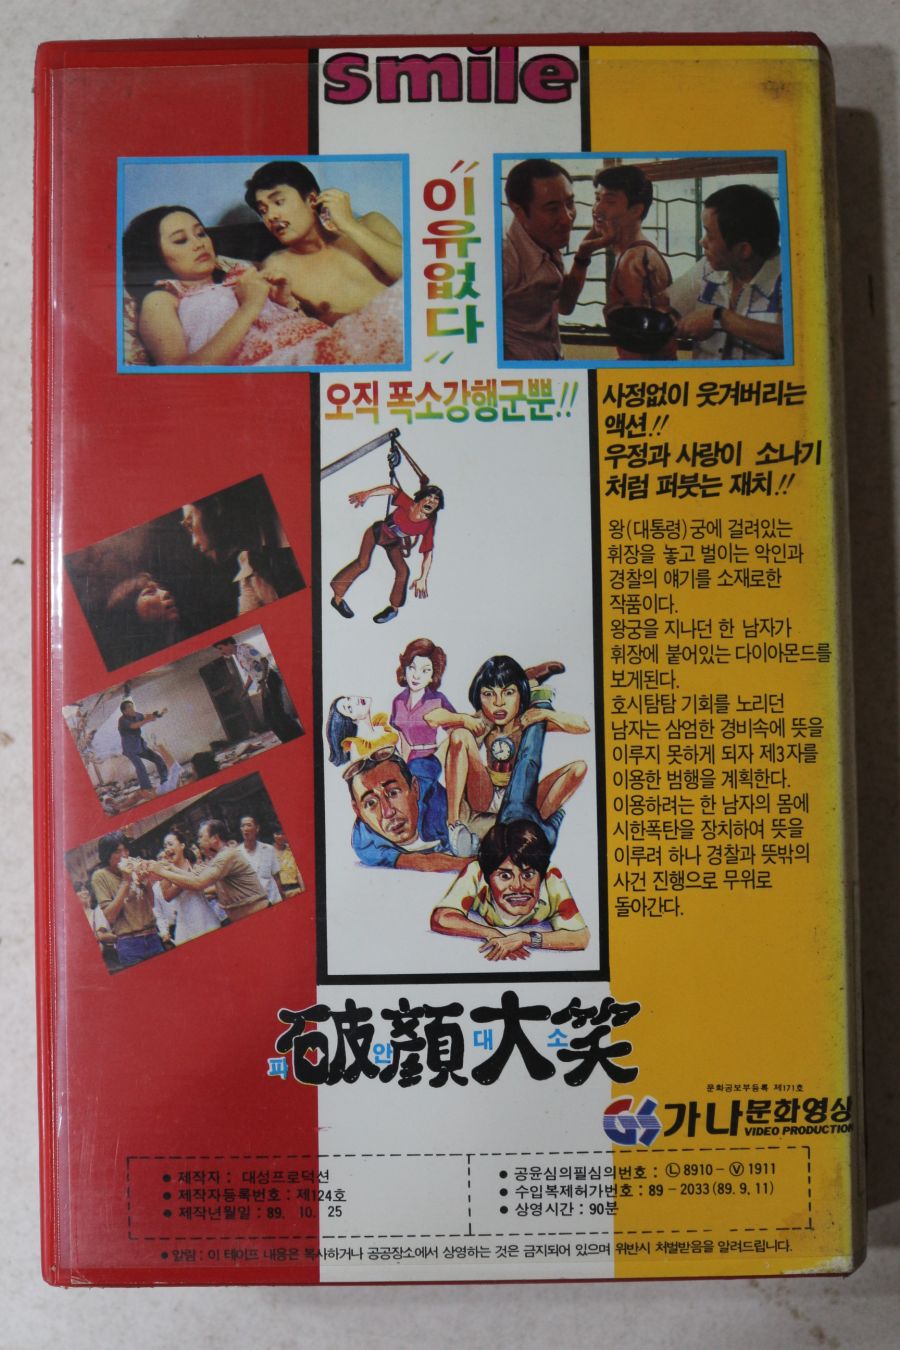 smile
"이유없다"
오직 폭소강행군뿐!!
사정없이 웃겨버리는
액션!!
우정과 사랑이 소나기
처럼 퍼붓는 재치!!
왕(대통령)궁에 걸려있는
휘장을 놓고 벌이는 악인과
경찰의 얘기를 소재로한
작품이다.
왕궁을 지나던 한 남자가
휘장에 붙어있는 다이아몬드를
보게된다.
호시탐탐 기회를 노리던
남자는 삼엄한 경비속에 뜻을
이루지 못하게 되자 제3자를
이용한 범행을 계획한다.
이용하려는 한 남자의 몸에
시한폭탄을 장치하여 뜻을
이루려 하나 경찰과 뜻밖의
사건 진행으로 무위로
돌아간다.
破顔大笑
파안대소
문화공보부등록 제171호
가나문화영상
VIDEO PRODUCTION
● 제작자 : 대성프로덕션
● 제작자등록번호 : 제124호
● 제작년월일 : 89. 10. 25
● 공윤심의필심의번호 : Ⓛ8910-Ⓥ1911
● 수입복제허가번호 : 89-2033(89.9.11)
● 상영시간 : 90분
● 알림 : 이 테이프 내용은 복사하거나 공공장소에서 상영하는 것은 금지되어 있으며 위반시 처벌받음을 알려드립니다.